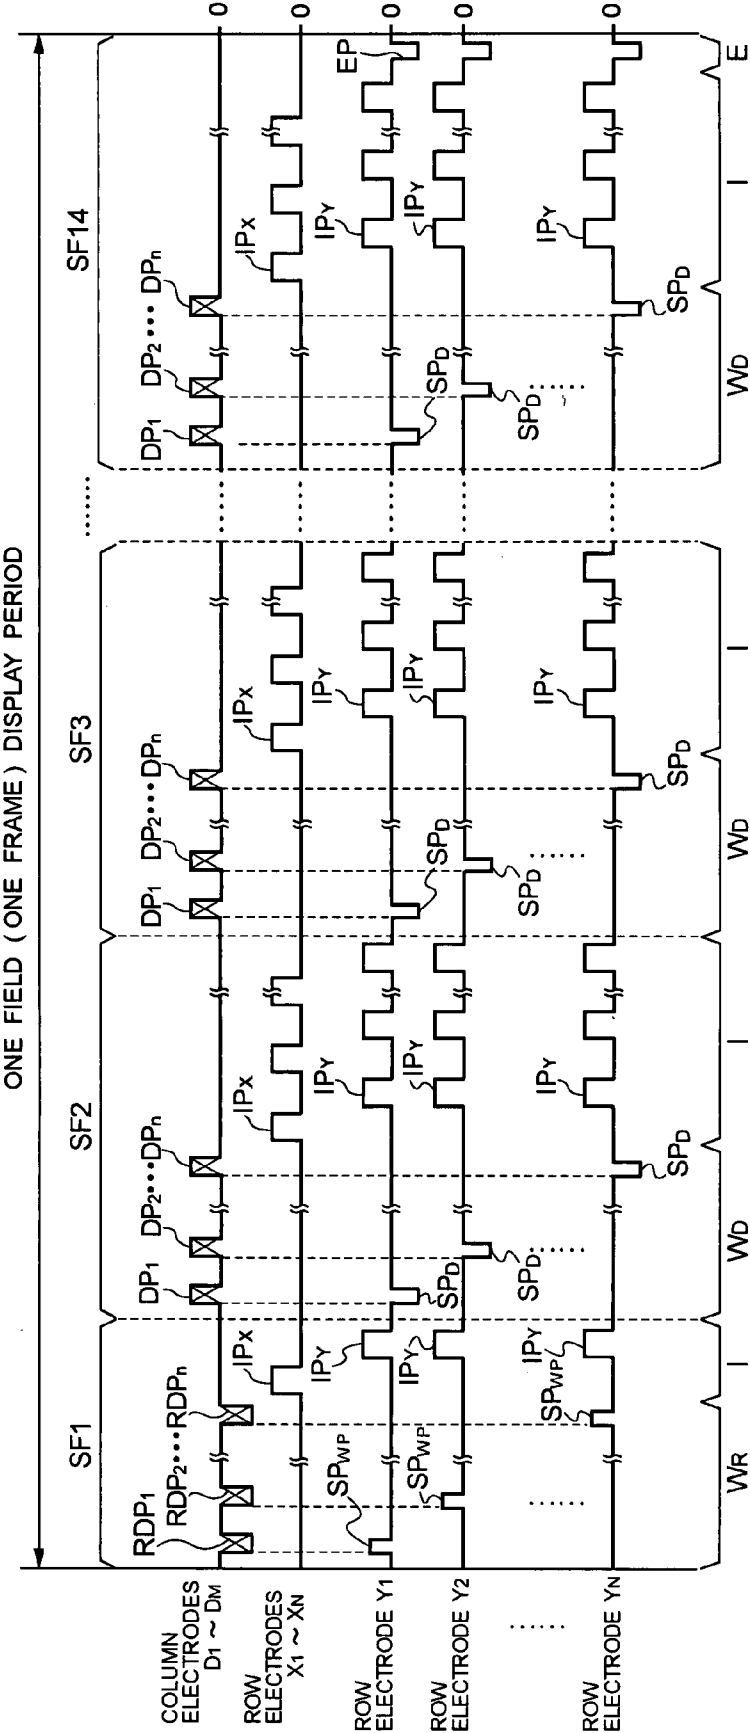 ONE FIELD ( ONE FRAME ) DISPLAY PERIOD
SF1 SF2 SF3 ······· SF14
RDP1 RDP2•••RDPn DP1 DP2•••DPn DP1 DP2•••DPn DP1 DP2•••DPn
COLUMN
ELECTRODES
D1 ~ DM
0
IPX IPX IPX IPX
ROW
ELECTRODES
X1 ~ XN
0
SPWP IPY SPD IPY SPD IPY SPD IPY EP
ROW
ELECTRODE Y1
0
SPWP IPY SPD IPY SPD IPY SPD IPY
ROW
ELECTRODE Y2
0
SPWP IPY SPD IPY SPD IPY SPD IPY
ROW
ELECTRODE YN
0
WR I WD I WD I WD I E